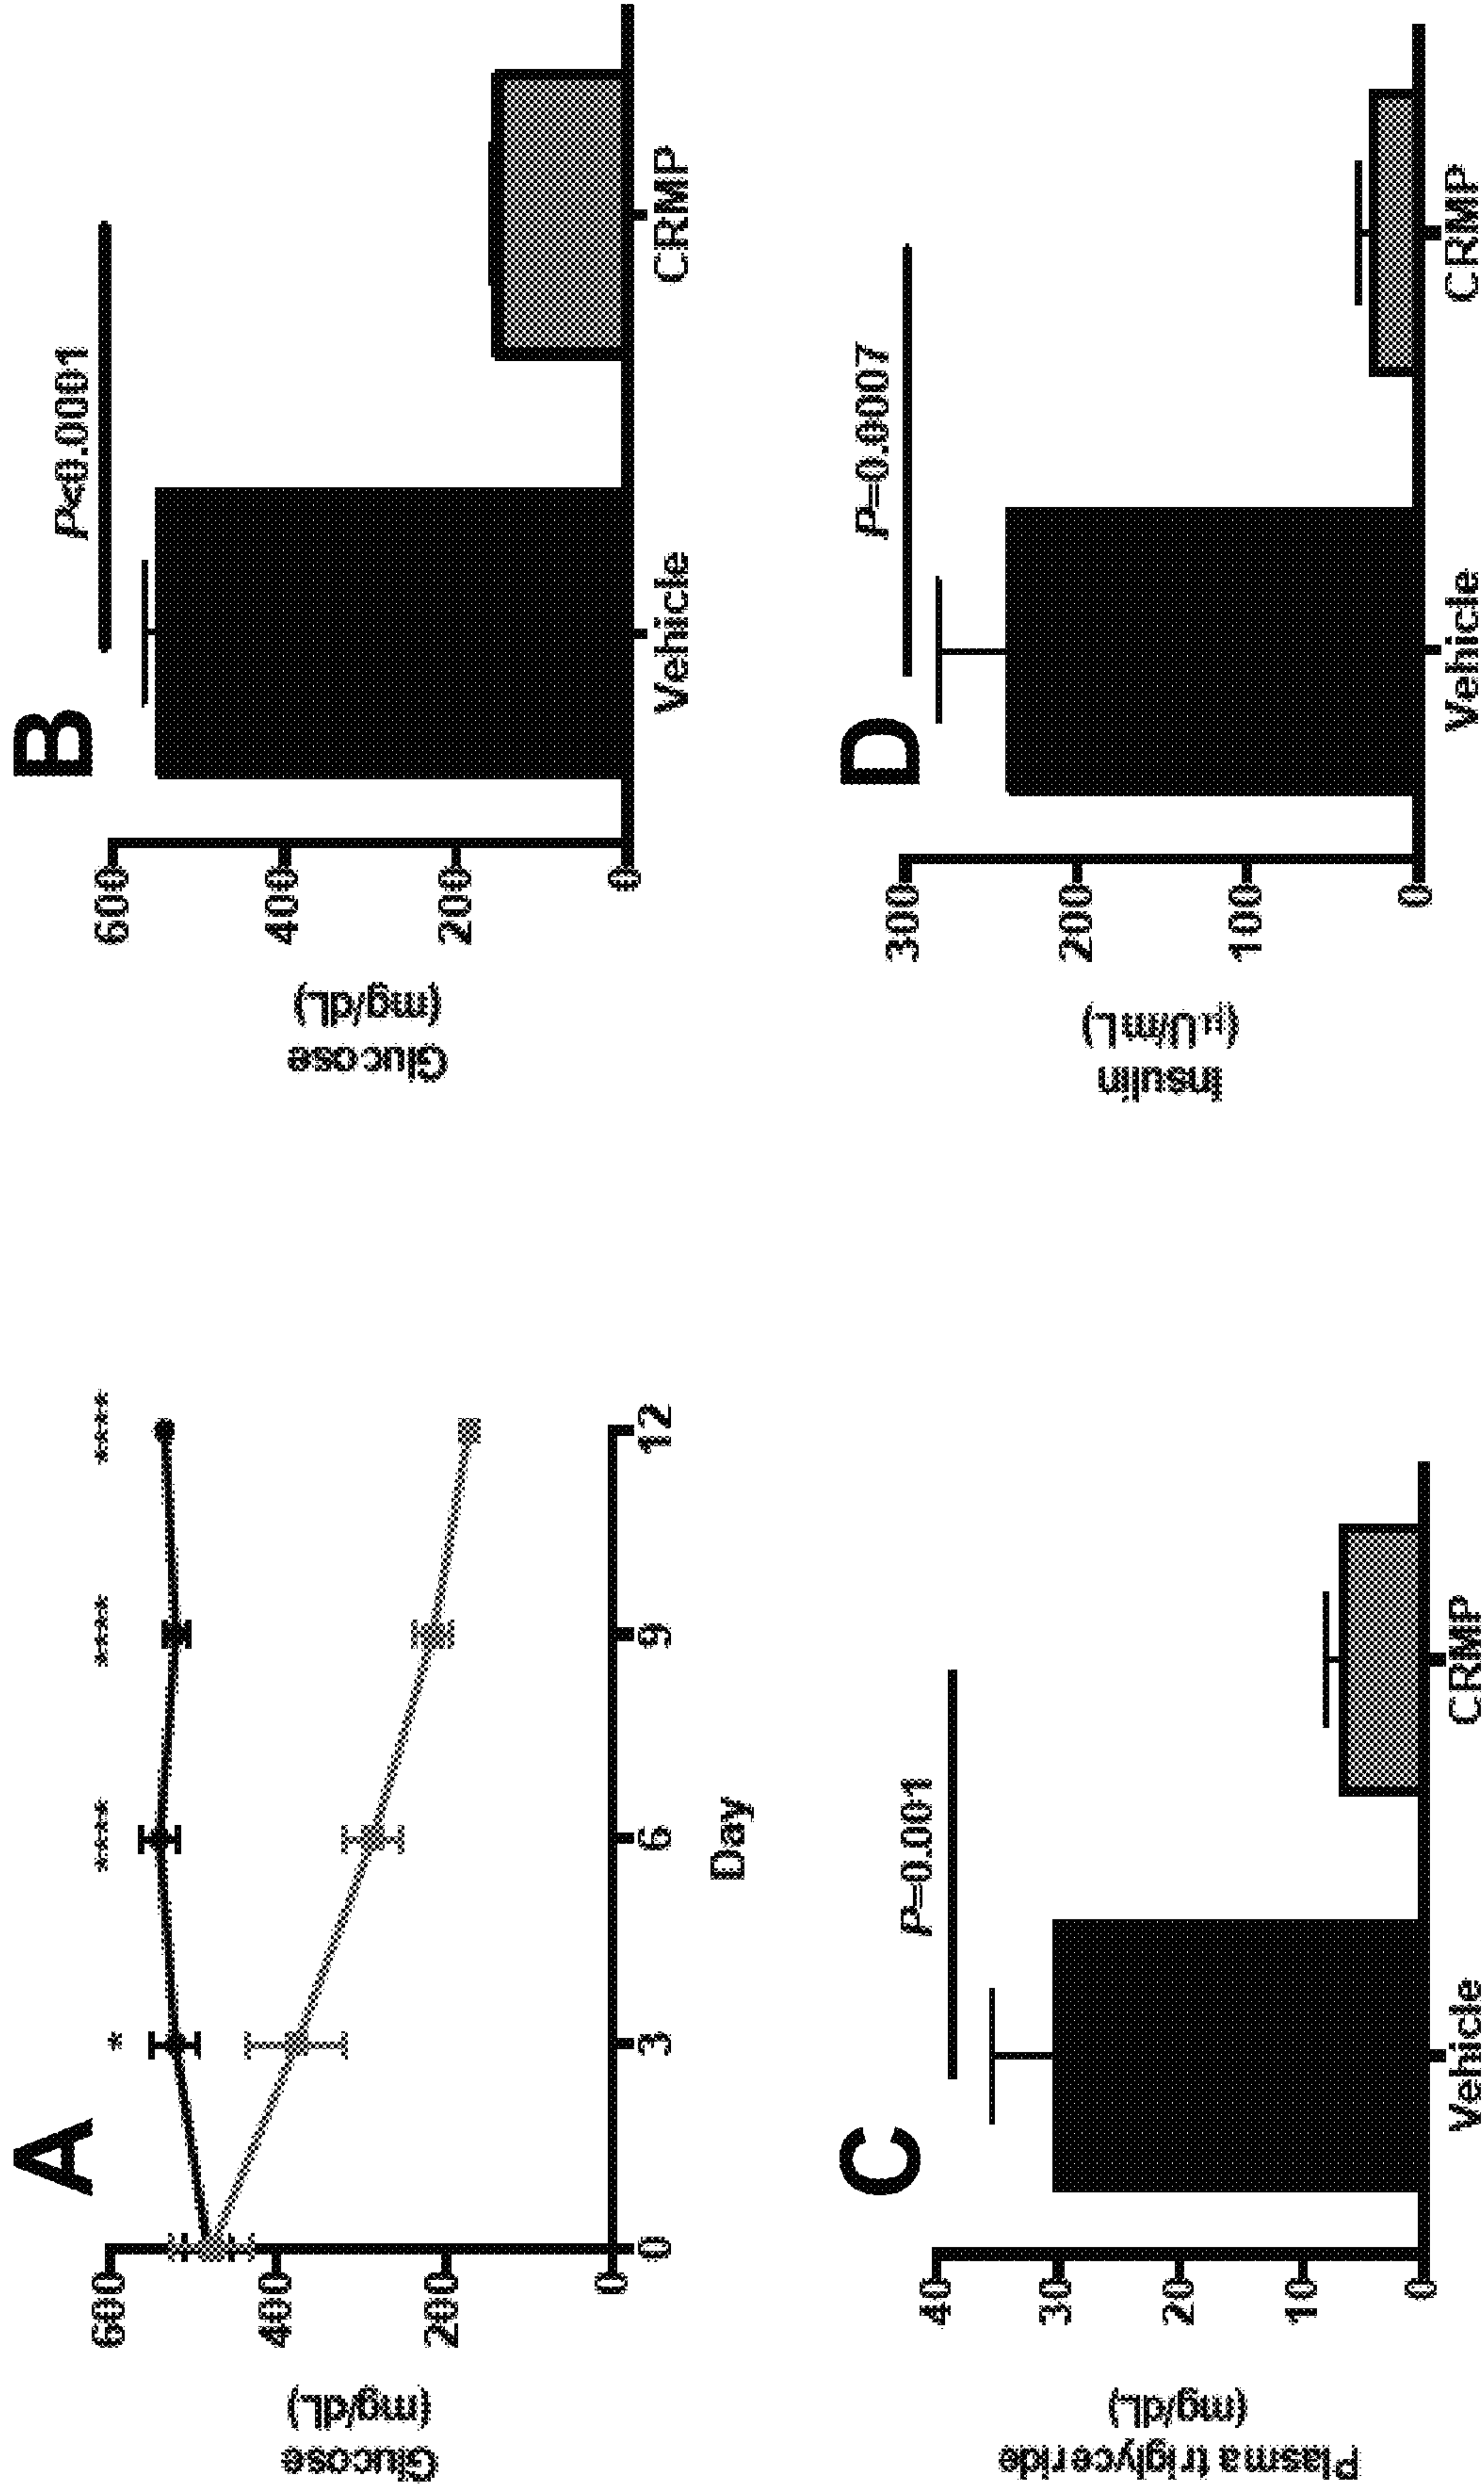 A
Glucose
(mg/dL)
600
400
200
0
*
****
****
****
0
3
6
9
12
Day
B
Glucose
(mg/dL)
600
400
200
0
P<0.0001
Vehicle
CRMP
C
Plasma triglyceride
(mg/dL)
40
30
20
10
0
P=0.001
Vehicle
CRMP
D
Insulin
(μU/mL)
300
200
100
0
P=0.0007
Vehicle
CRMP